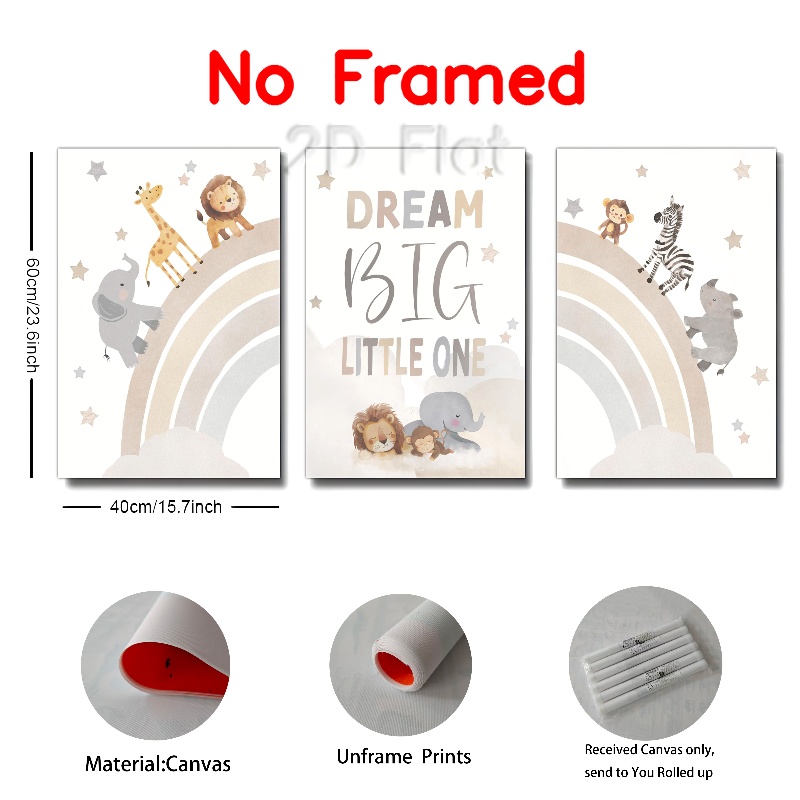 No Framed
2D Flat
DREAM
BIG
LITTLE ONE
60cm/23.6inch
40cm/15.7inch
Material:Canvas
Unframe Prints
Received Canvas only,
send to You Rolled up